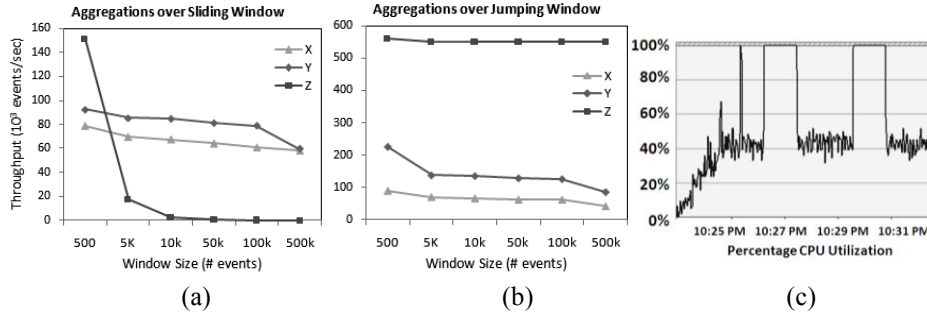 Aggregations over Sliding Window
Throughput (10³ events/sec)
160
140
120
100
80
60
40
20
0
X
Y
Z
500 5K 10k 50k 100k 500k
Window Size (# events)
(a)
Aggregations over Jumping Window
600
500
400
300
200
100
0
X
Y
Z
500 5K 10k 50k 100k 500k
Window Size (# events)
(b)
100%
80%
60%
40%
20%
0%
10:25 PM 10:27 PM 10:29 PM 10:31 PM
Percentage CPU Utilization
(c)